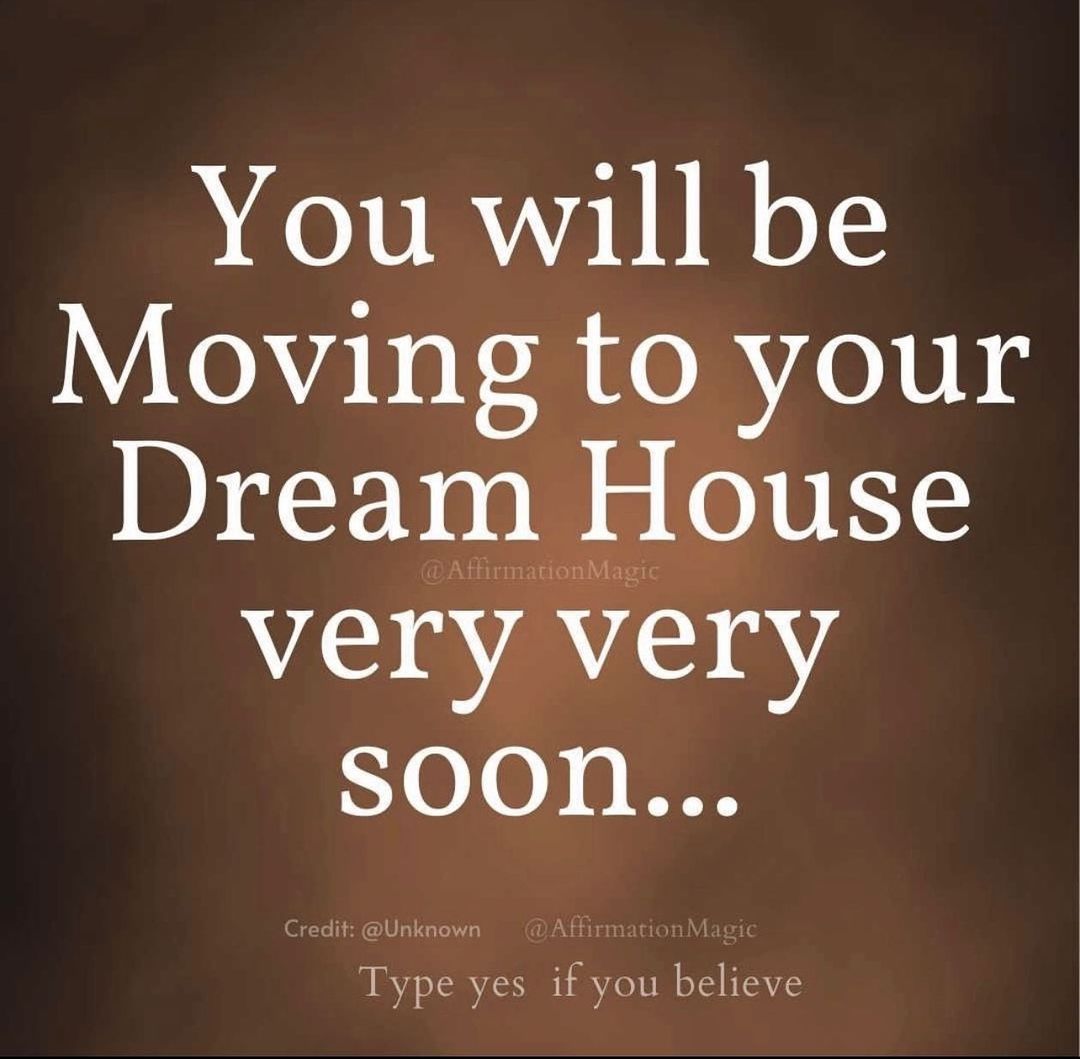 You will be
Moving to your
Dream House
@AffirmationMagic
very very
soon...
Credit: @Unknown @AffirmationMagic
Type yes if you believe